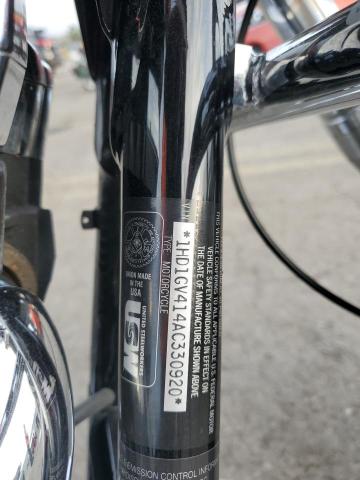 THIS VEHICLE CONFORMS TO ALL APPLICABLE U.S. FEDERAL MOTOR
VEHICLE SAFETY STANDARDS IN EFFECT ON
THE DATE OF MANUFACTURE SHOWN ABOVE
*1HD1GV414AC330920*
TYPE: MOTORCYCLE
UNION MADE
IN THE
USA
USW
UNITED STEELWORKERS
EMISSION CONTROL INFOR